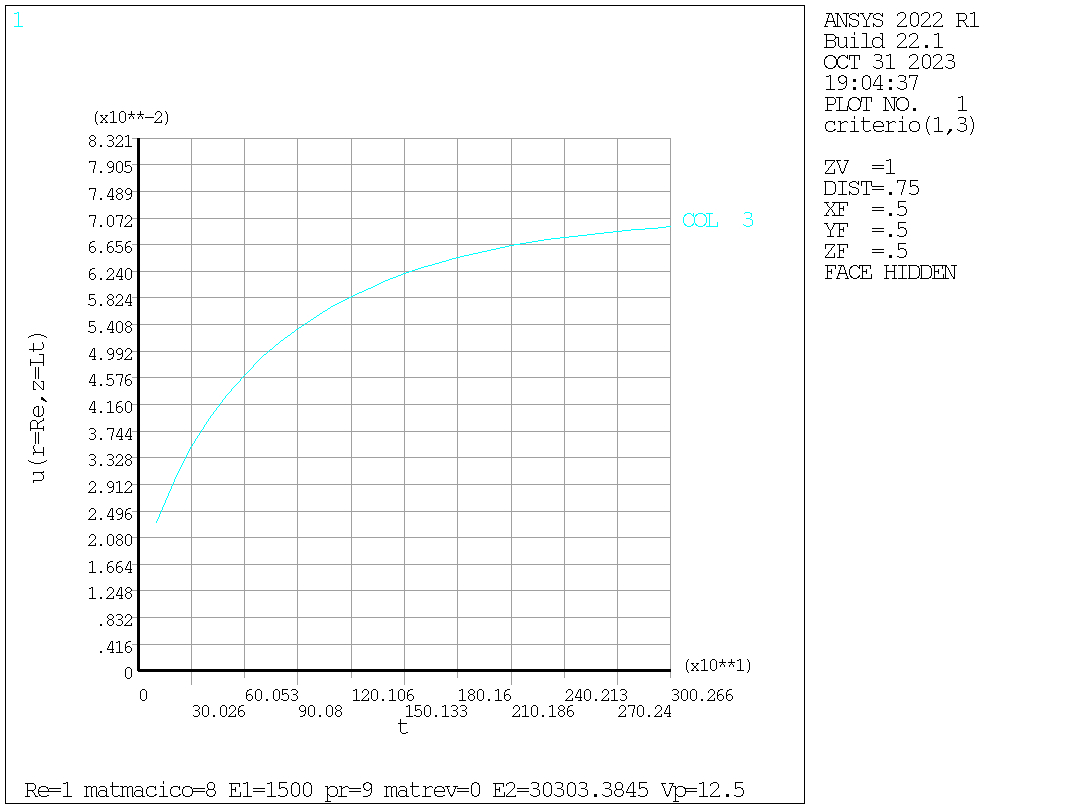 1
ANSYS 2022 R1
Build 22.1
OCT 31 2023
19:04:37
PLOT NO.   1
criterio(1,3)
ZV  =1
DIST=.75
XF  =.5
YF  =.5
ZF  =.5
FACE HIDDEN
(x10**-2)
8.321
7.905
7.489
7.072
6.656
6.240
5.824
5.408
4.992
4.576
4.160
3.744
3.328
2.912
2.496
2.080
1.664
1.248
.832
.416
0
u(r=Re,z=Lt)
COL  3
(x10**1)
0 60.053 120.106 180.16 240.213 300.266
30.026 90.08 150.133 210.186 270.24
t
Re=1 matmacico=8 E1=1500 pr=9 matrev=0 E2=30303.3845 Vp=12.5